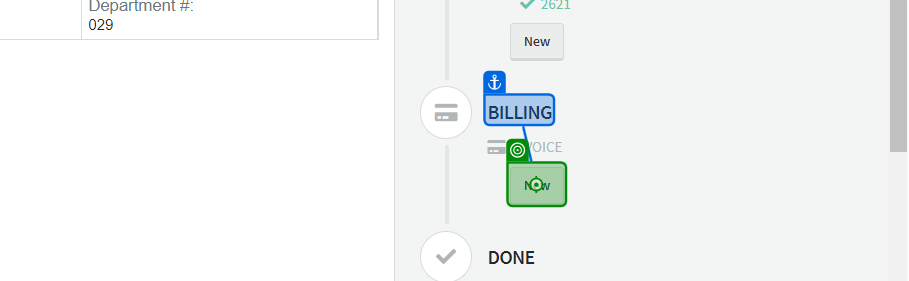 Department #:
029
2621
New
BILLING
New
DONE